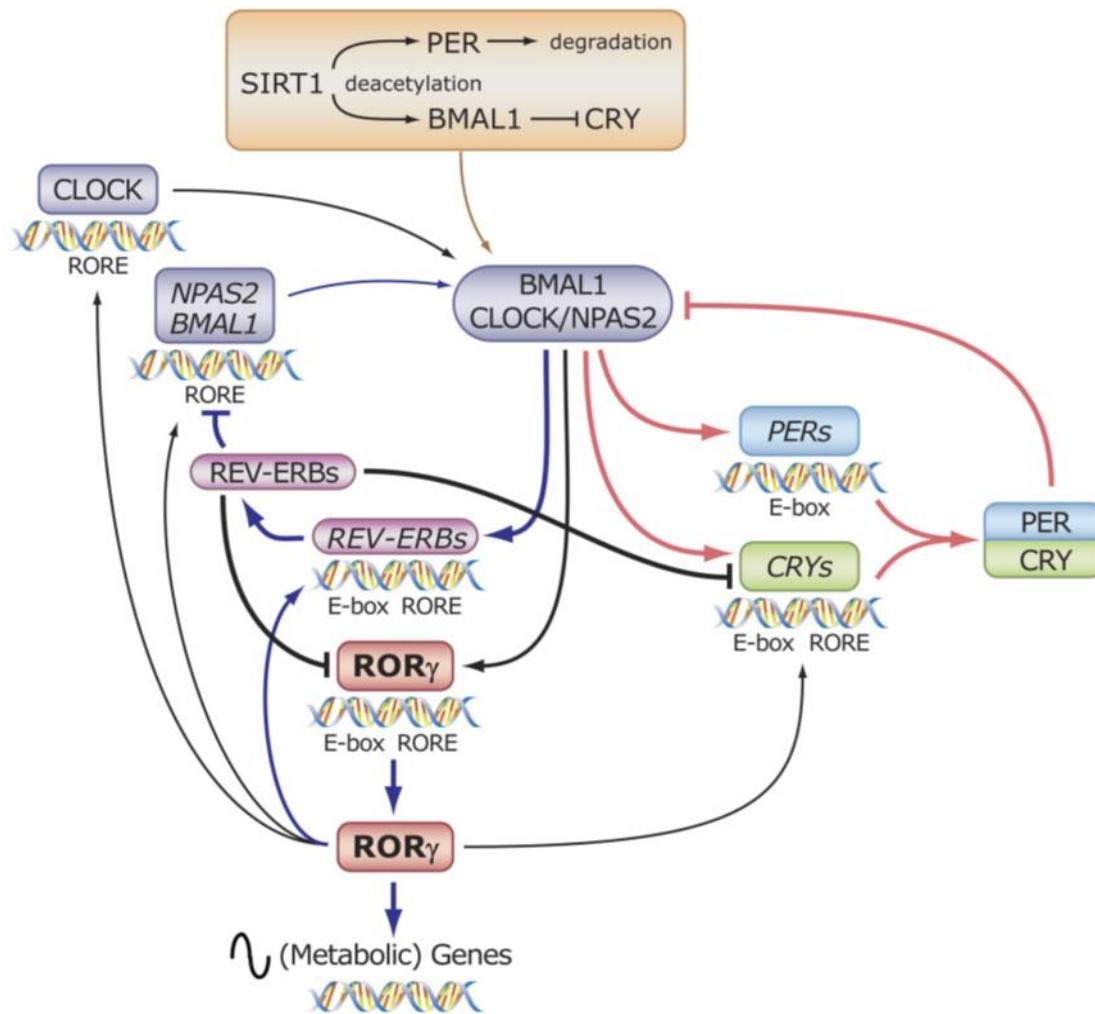 PER
degradation
SIRT1
deacetylation
BMAL1
CRY
CLOCK
RORE
NPAS2
BMAL1
RORE
BMAL1
CLOCK/NPAS2
REV-ERBs
PERs
E-box
REV-ERBs
E-box RORE
CRYs
E-box RORE
PER
CRY
RORγ
E-box RORE
RORγ
(Metabolic) Genes